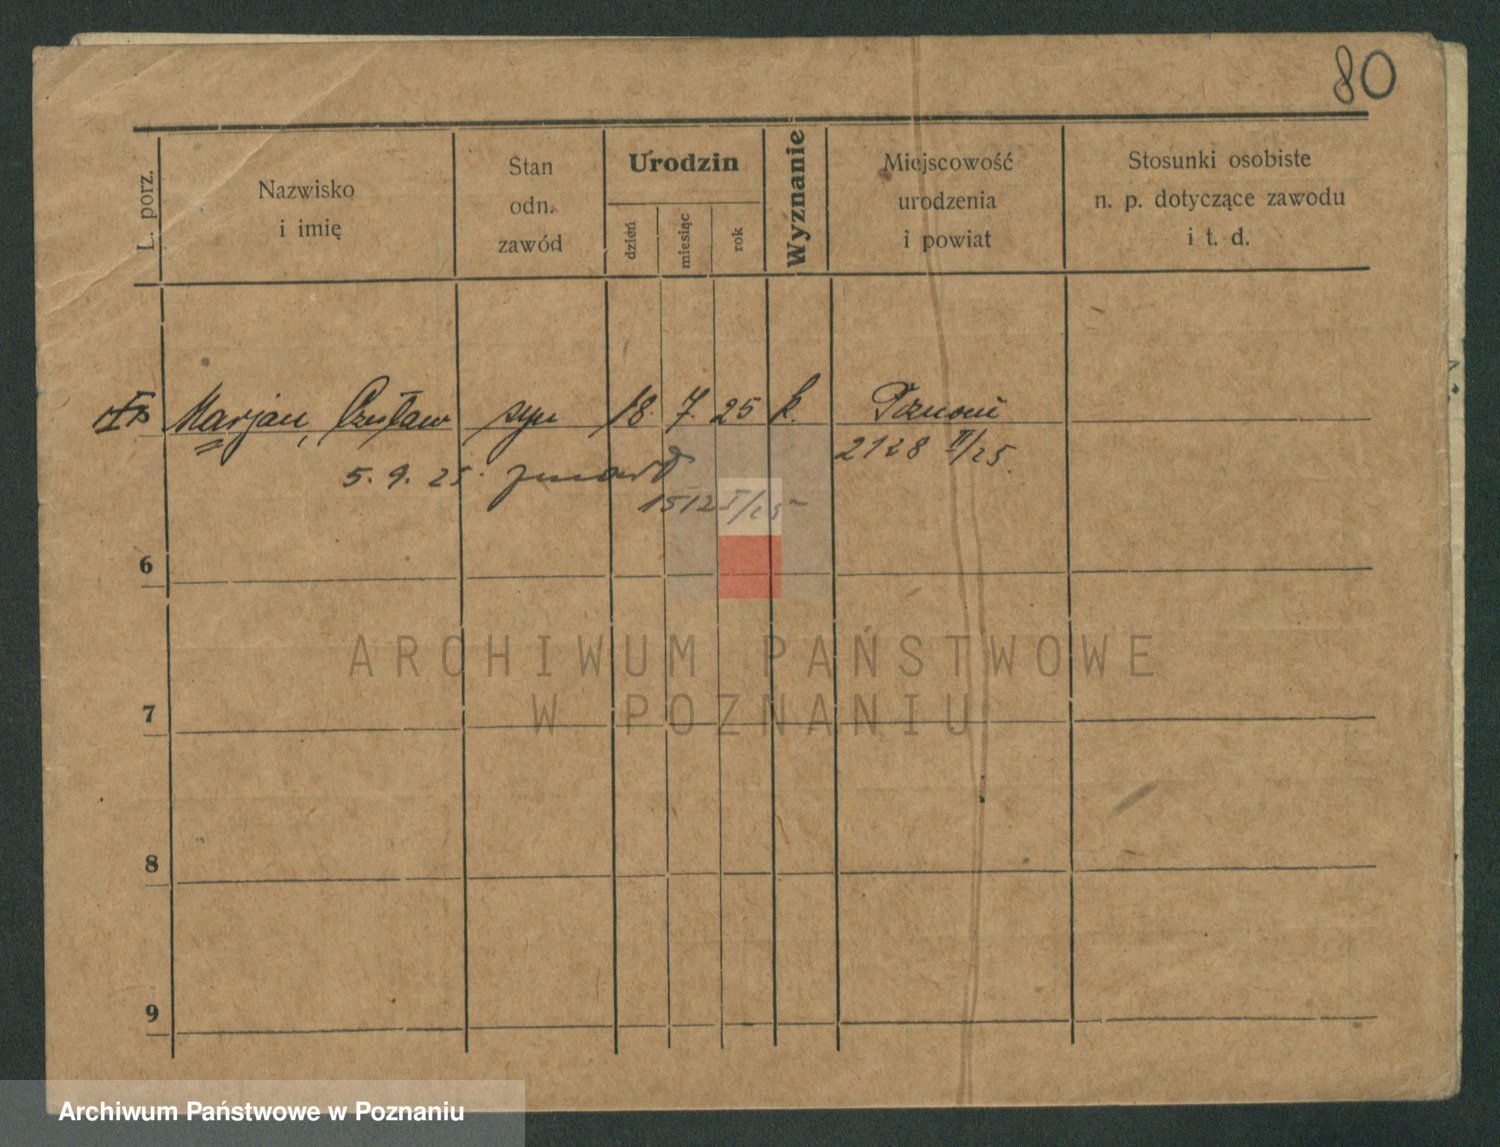 80
L. porz.
Nazwisko
i imię
Stan
odn.
zawód
Urodzin
dzień
miesiąc
rok
Wyznanie
Miejscowość
urodzenia
i powiat
Stosunki osobiste
n. p. dotyczące zawodu
i t. d.
Marjan, Czesław syn 18. 7. 25 k. Poznań
2128 II/25.
5. 9. 25. zmarł
1512 I/25
6
7
8
9
ARCHIWUM PAŃSTWOWE
W POZNANIU
Archiwum Państwowe w Poznaniu